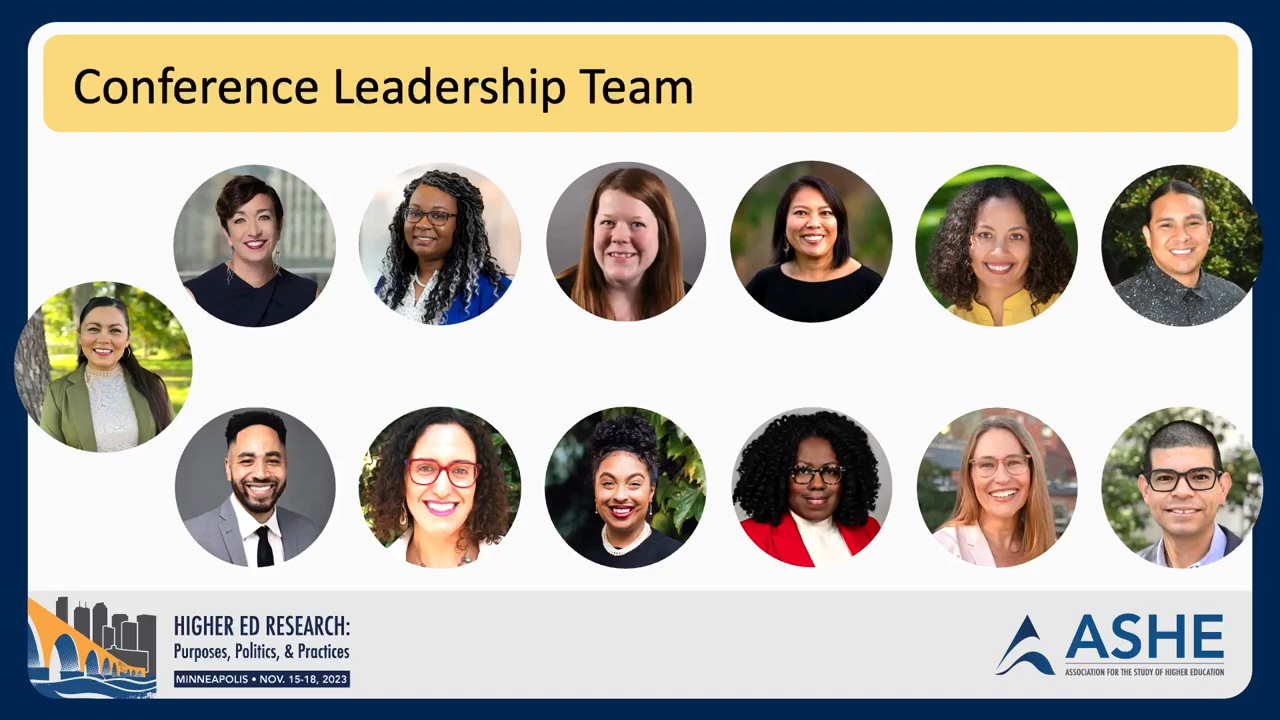 Conference Leadership Team
HIGHER ED RESEARCH:
Purposes, Politics, & Practices
MINNEAPOLIS • NOV. 15-18, 2023
ASHE
ASSOCIATION FOR THE STUDY OF HIGHER EDUCATION